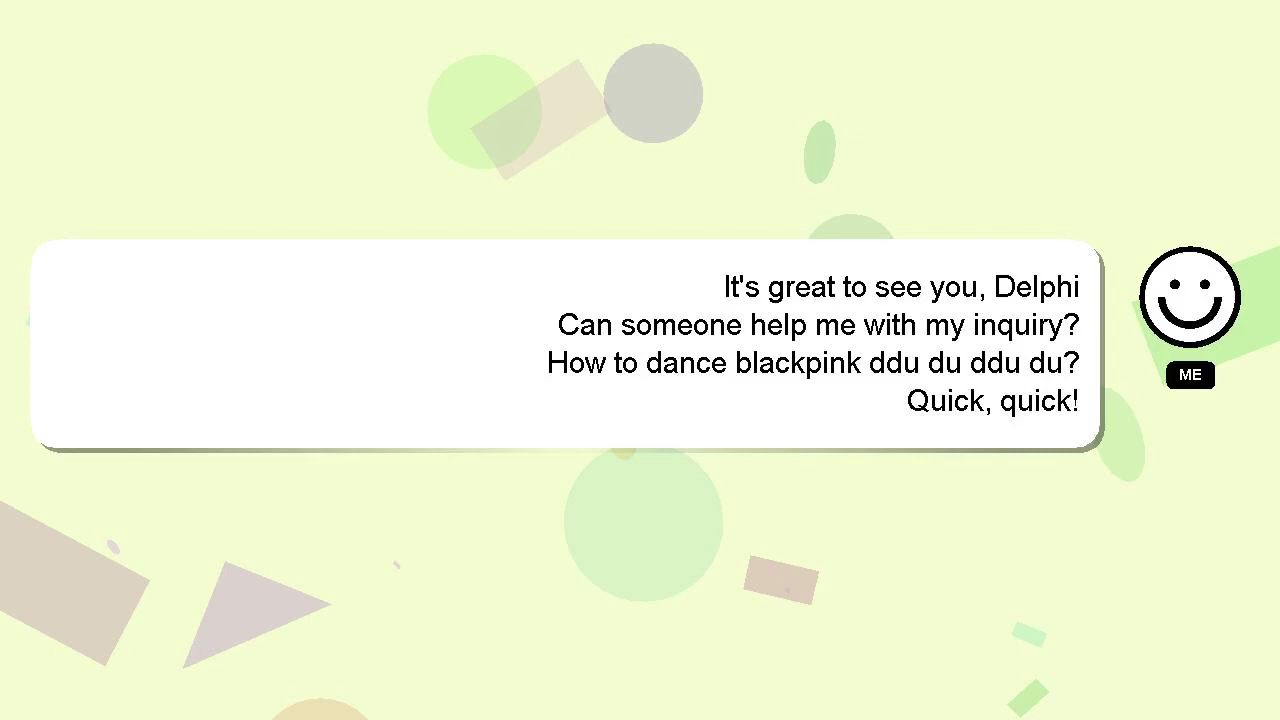 It's great to see you, Delphi
Can someone help me with my inquiry?
How to dance blackpink ddu du ddu du?
Quick, quick!
ME